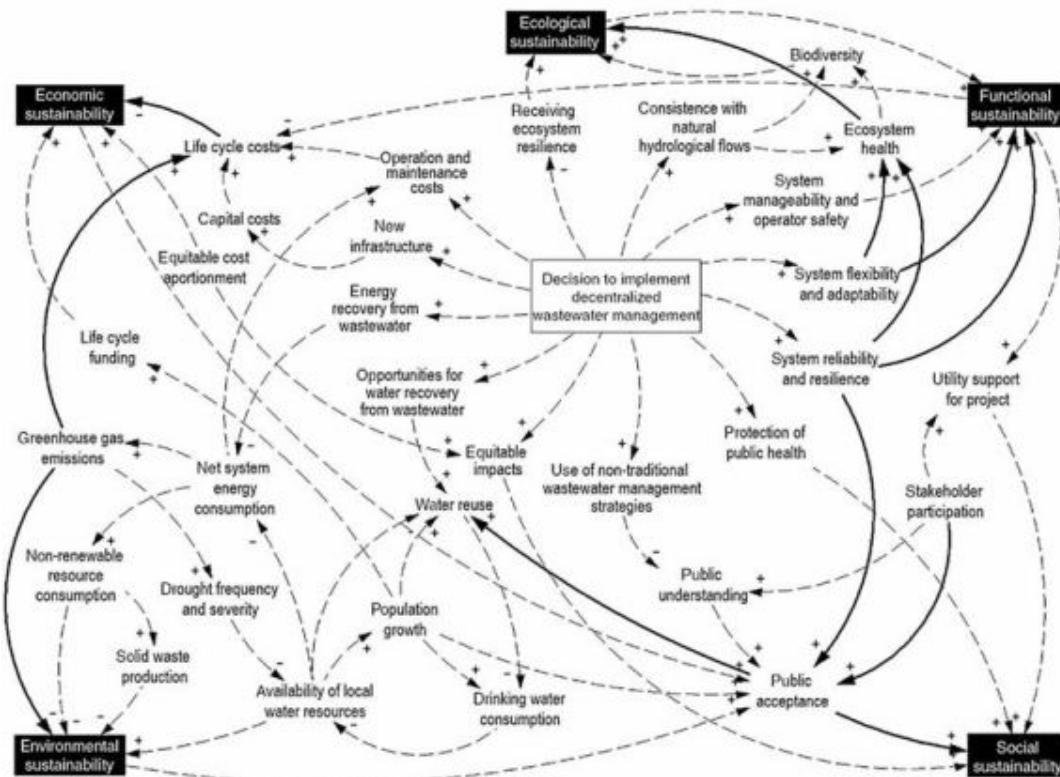 Ecological
sustainability
Biodiversity
Economic
sustainability
Functional
sustainability
Receiving
ecosystem
resilience
Consistence with
natural
hydrological flows
Ecosystem
health
Life cycle costs
Operation and
maintenance
costs
System
manageability and
operator safety
Capital costs
New
infrastructure
Equitable cost
aportionment
Decision to implement
decentralized
wastewater management
System flexibility
and adaptability
Energy
recovery from
wastewater
Life cycle
funding
System reliability
and resilience
Opportunities for
water recovery
from wastewater
Utility support
for project
Greenhouse gas
emissions
Net system
energy
consumption
Equitable
impacts
Use of non-traditional
wastewater management
strategies
Protection of
public health
Water reuse
Stakeholder
participation
Non-renewable
resource
consumption
Drought frequency
and severity
Population
growth
Public
understanding
Solid waste
production
Availability of local
water resources
Drinking water
consumption
Public
acceptance
Environmental
sustainability
Social
sustainability